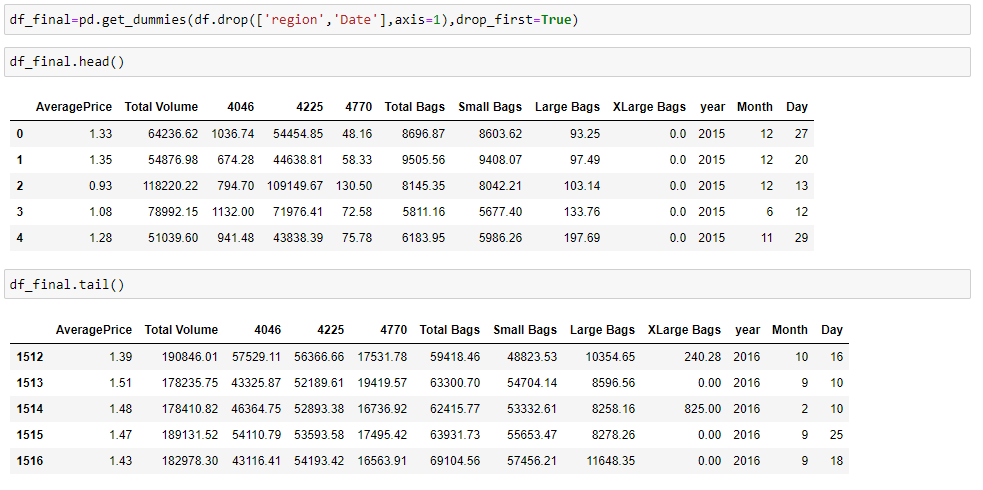 df_final=pd.get_dummies(df.drop(['region','Date'],axis=1),drop_first=True)
df_final.head()
AveragePrice Total Volume 4046 4225 4770 Total Bags Small Bags Large Bags XLarge Bags year Month Day
0 1.33 64236.62 1036.74 54454.85 48.16 8696.87 8603.62 93.25 0.0 2015 12 27
1 1.35 54876.98 674.28 44638.81 58.33 9505.56 9408.07 97.49 0.0 2015 12 20
2 0.93 118220.22 794.70 109149.67 130.50 8145.35 8042.21 103.14 0.0 2015 12 13
3 1.08 78992.15 1132.00 71976.41 72.58 5811.16 5677.40 133.76 0.0 2015 6 12
4 1.28 51039.60 941.48 43838.39 75.78 6183.95 5986.26 197.69 0.0 2015 11 29
df_final.tail()
AveragePrice Total Volume 4046 4225 4770 Total Bags Small Bags Large Bags XLarge Bags year Month Day
1512 1.39 190846.01 57529.11 56366.66 17531.78 59418.46 48823.53 10354.65 240.28 2016 10 16
1513 1.51 178235.75 43325.87 52189.61 19419.57 63300.70 54704.14 8596.56 0.00 2016 9 10
1514 1.48 178410.82 46364.75 52893.38 16736.92 62415.77 53332.61 8258.16 825.00 2016 2 10
1515 1.47 189131.52 54110.79 53593.58 17495.42 63931.73 55653.47 8278.26 0.00 2016 9 25
1516 1.43 182978.30 43116.41 54193.42 16563.91 69104.56 57456.21 11648.35 0.00 2016 9 18